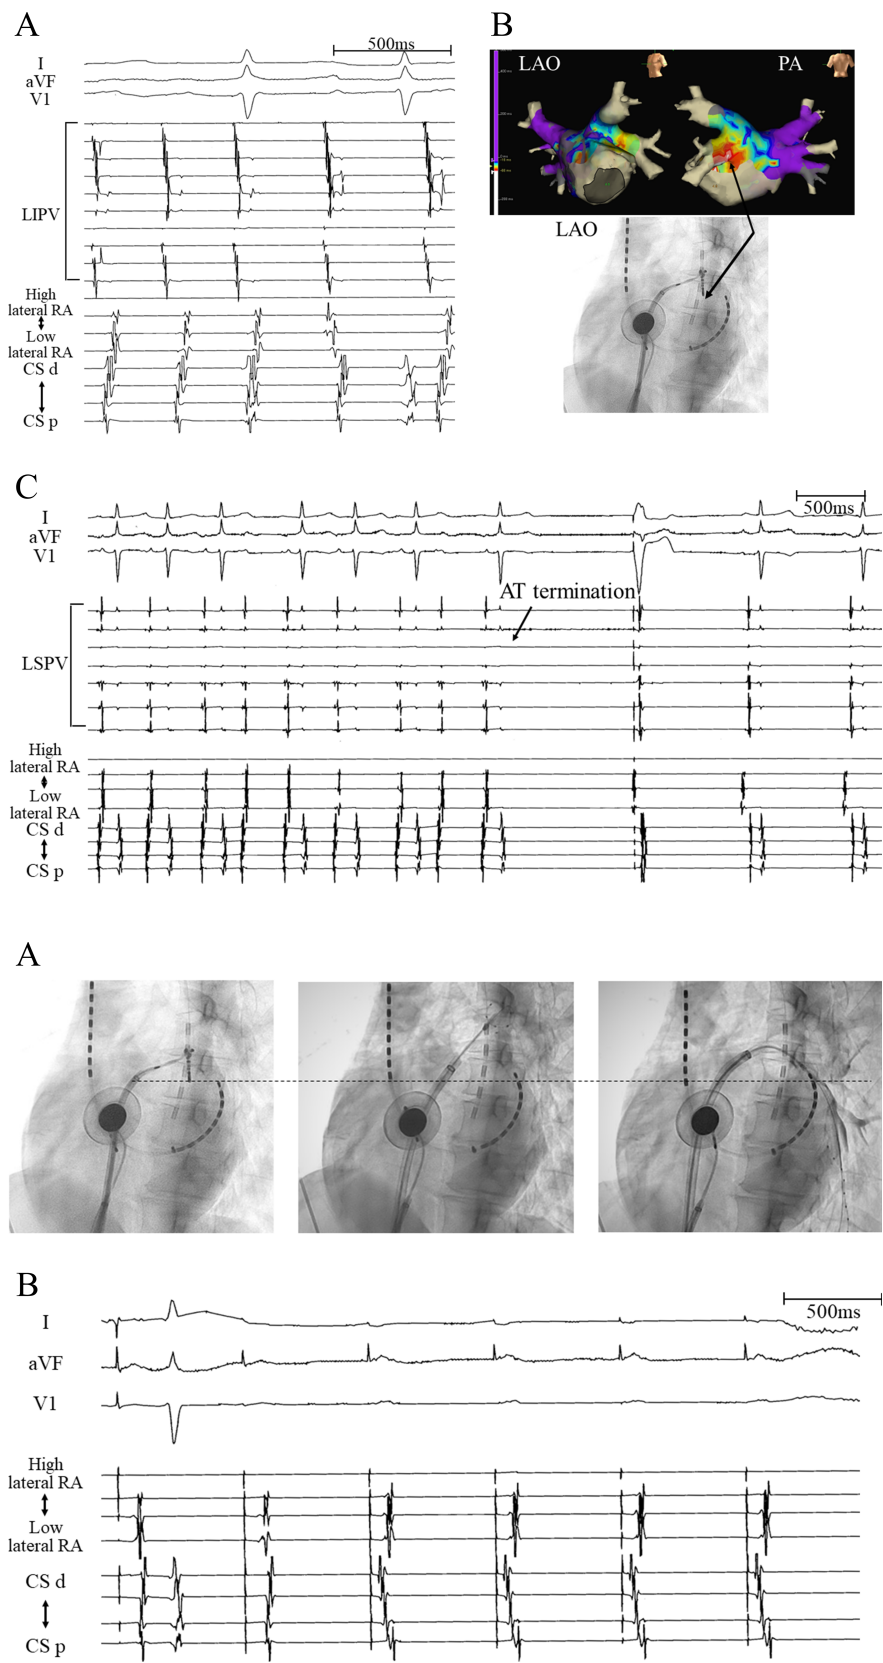 A
500ms
I
aVF
V1
LIPV
High
lateral RA
Low
lateral RA
CS d
CS p
B
LAO
PA
LAO
C
500ms
I
aVF
V1
AT termination
LSPV
High
lateral RA
Low
lateral RA
CS d
CS p
A
B
500ms
I
aVF
V1
High
lateral RA
Low
lateral RA
CS d
CS p